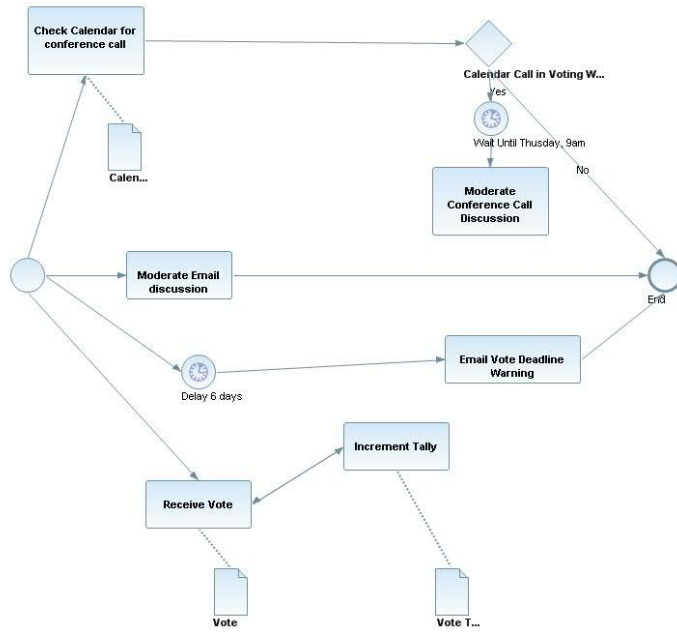 Check Calendar for
conference call
Calendar Call in Voting W...
Yes
Wait Until Thusday, 9am
Calen...
Moderate
Conference Call
Discussion
No
Moderate Email
discussion
End
Email Vote Deadline
Warning
Delay 6 days
Increment Tally
Receive Vote
Vote
Vote T...